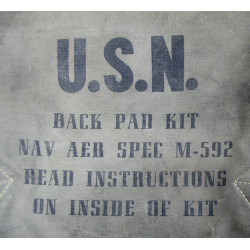 U.S.N.
BACK PAD KIT
NAV AER SPEC M-592
READ INSTRUCTIONS
ON INSIDE OF KIT